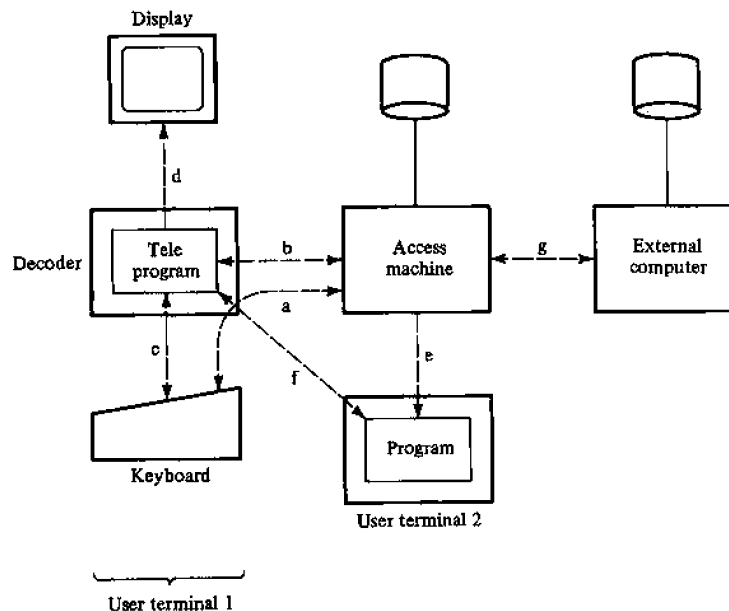 Display
d
Decoder
Tele
program
b
Access
machine
g
External
computer
a
c
e
f
Keyboard
Program
User terminal 2
User terminal 1